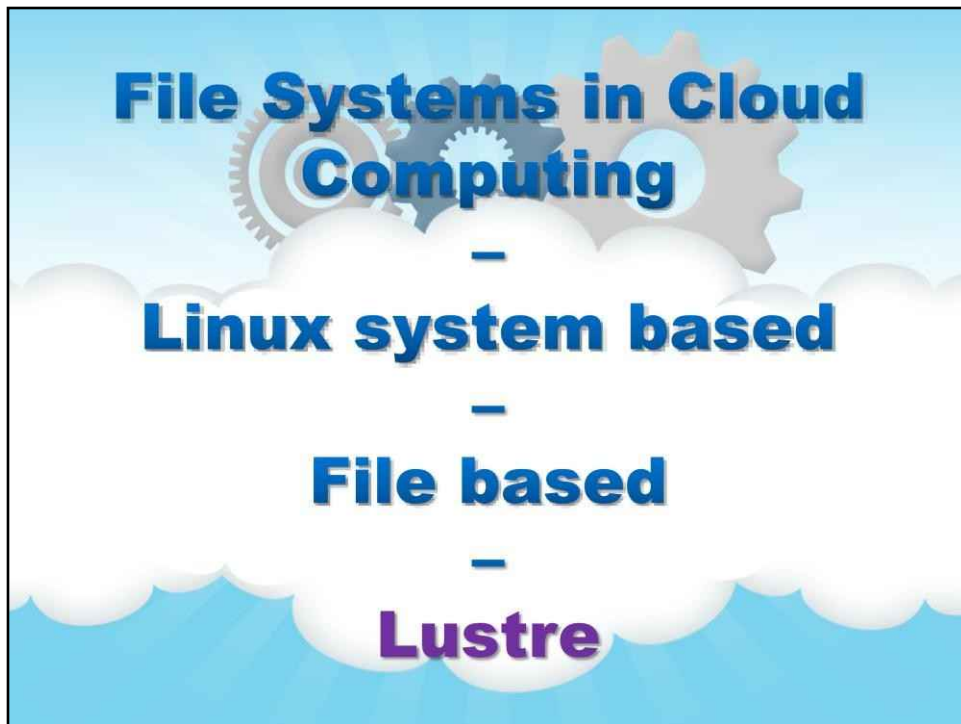 File Systems in Cloud
Computing
–
Linux system based
–
File based
–
Lustre